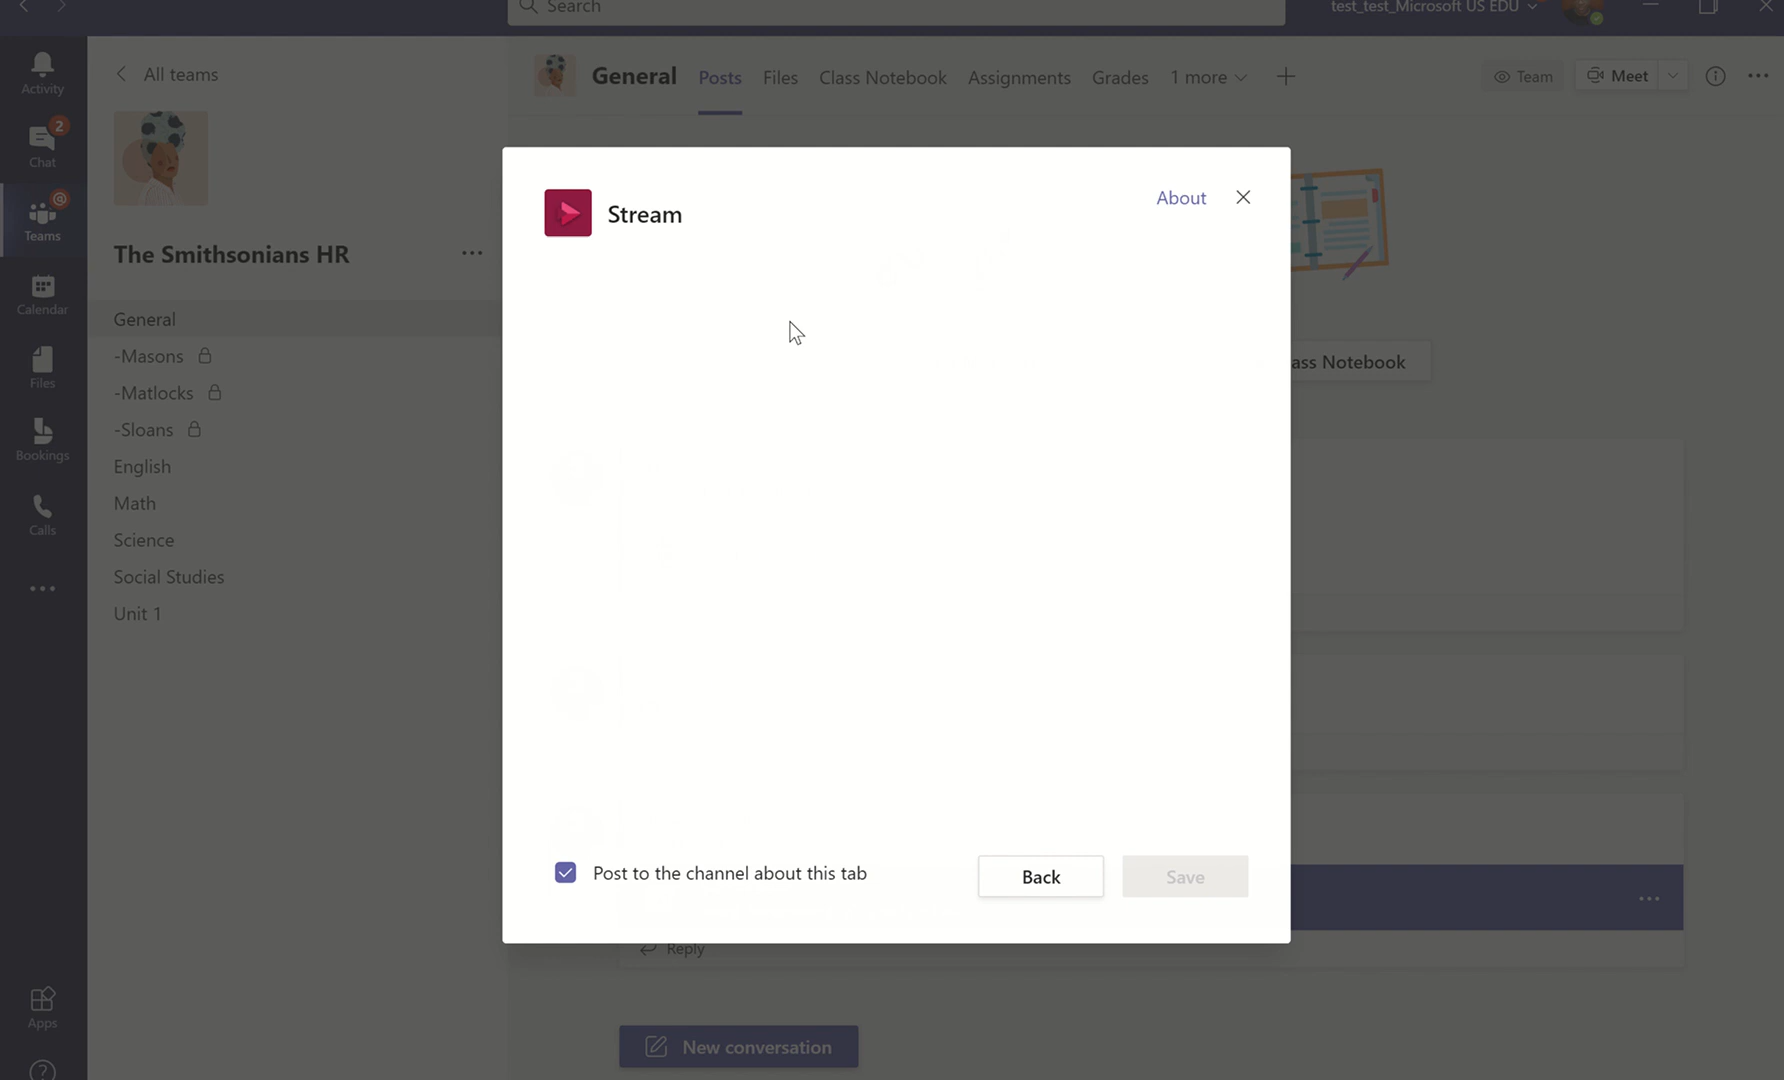 Search
test_test_Microsoft US EDU
Activity
Chat
2
Teams
@
Calendar
Files
Bookings
Calls
Apps
All teams
The Smithsonians HR
General
-Masons
-Matlocks
-Sloans
English
Math
Science
Social Studies
Unit 1
General Posts Files Class Notebook Assignments Grades 1 more
Team
Meet
Stream
About
ass Notebook
Post to the channel about this tab
Back
Save
Reply
New conversation